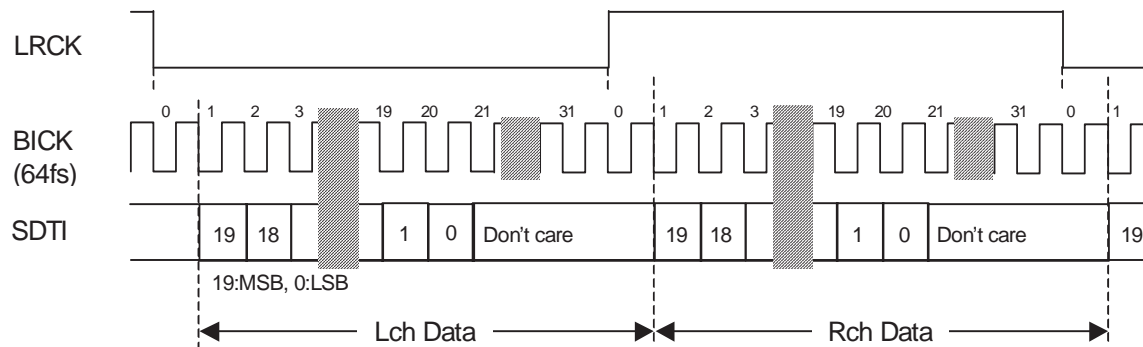 LRCK
0 1 2 3 19 20 21 31 0 1 2 3 19 20 21 31 0 1
BICK
(64fs)
SDTI 19 18 1 0 Don't care 19 18 1 0 Don't care 19
19:MSB, 0:LSB
Lch Data Rch Data